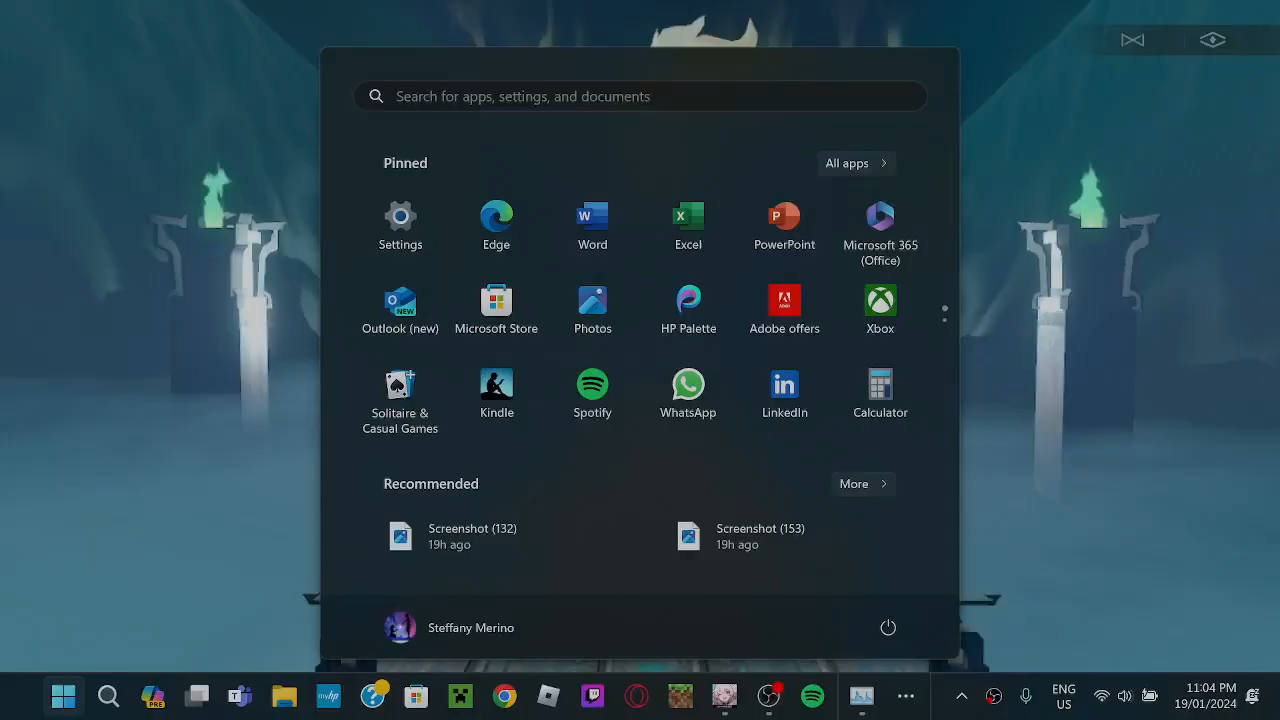 Search for apps, settings, and documents
Pinned
All apps
Settings
Edge
Word
Excel
PowerPoint
Microsoft 365
(Office)
Outlook (new)
Microsoft Store
Photos
HP Palette
Adobe offers
Xbox
Solitaire &
Casual Games
Kindle
Spotify
WhatsApp
LinkedIn
Calculator
Recommended
More
Screenshot (132)
19h ago
Screenshot (153)
19h ago
Steffany Merino
PRE
myhp
ENG
US
11:04 PM
19/01/2024